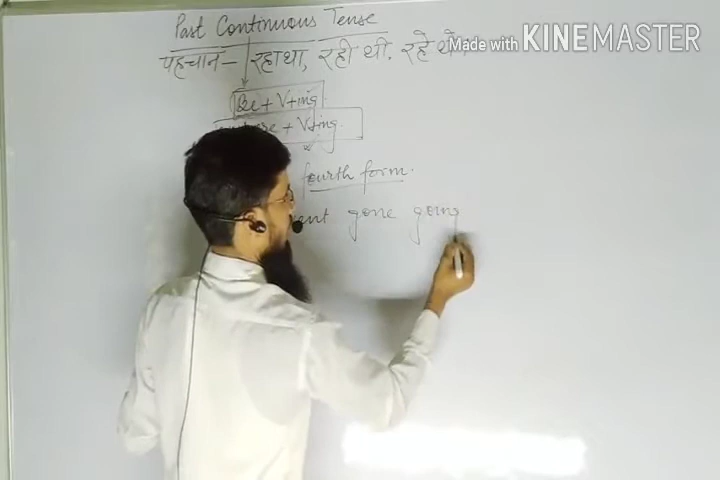 Past Continuous Tense
पहचान - रहा था, रही थी. रहे थे
Made with KINEMASTER
Be + V+ing
+ V+ing
fourth form.
gone going